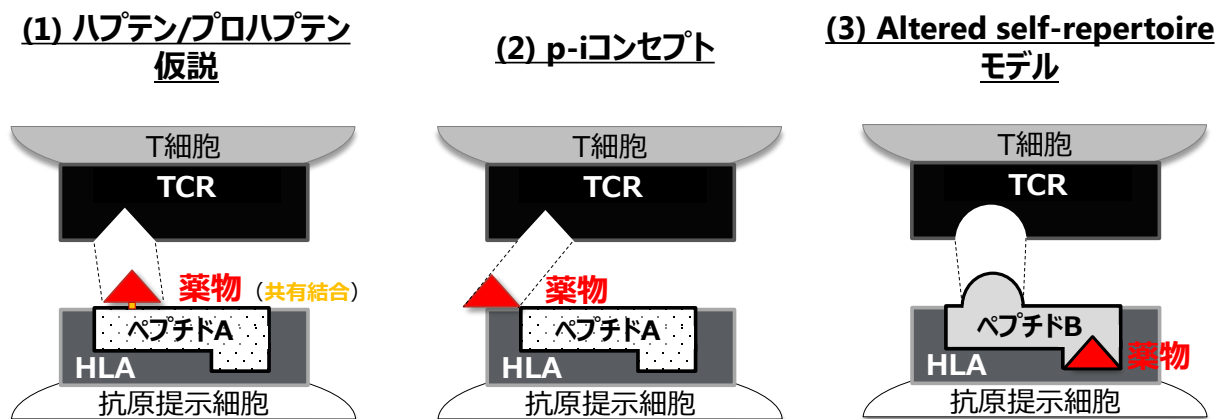 (1) ハプテン/プロハプテン
仮説
T細胞
TCR
薬物 （共有結合）
ペプチドA
HLA
抗原提示細胞
(2) p-iコンセプト
T細胞
TCR
薬物
ペプチドA
HLA
抗原提示細胞
(3) Altered self-repertoire
モデル
T細胞
TCR
ペプチドB
HLA
薬物
抗原提示細胞